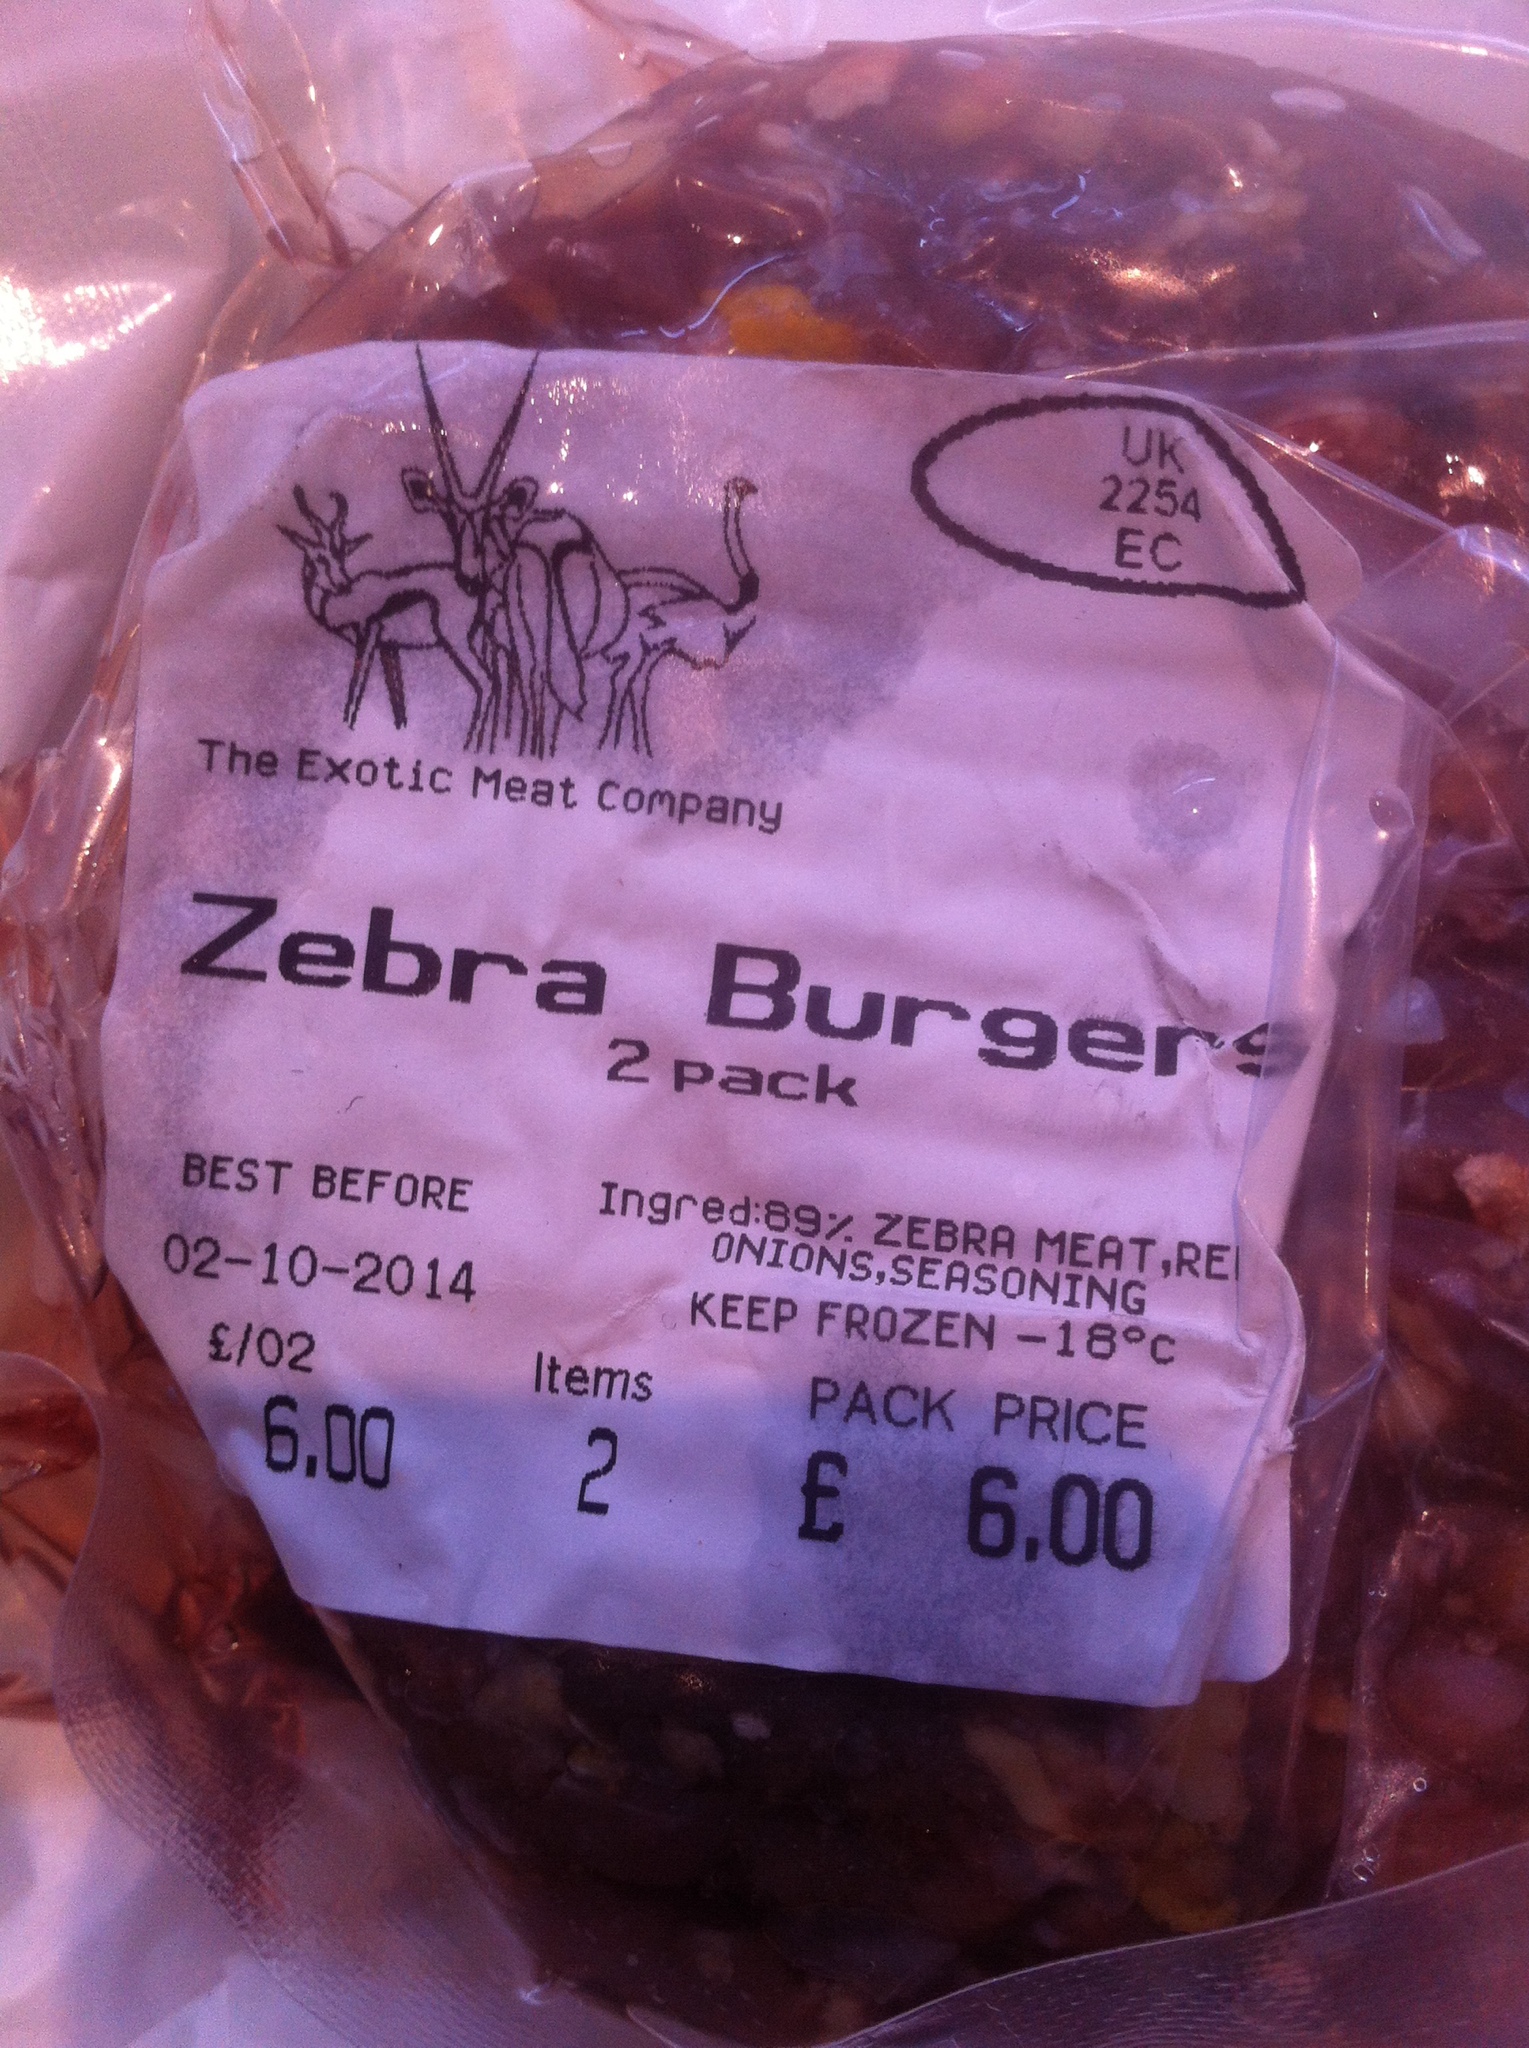 UK
2254
EC
The Exotic Meat Company
Zebra Burgers
2 pack
BEST BEFORE
02-10-2014
Ingred:89% ZEBRA MEAT,RE
ONIONS,SEASONING
KEEP FROZEN -18°c
£/02
6.00
Items
2
PACK PRICE
£ 6.00